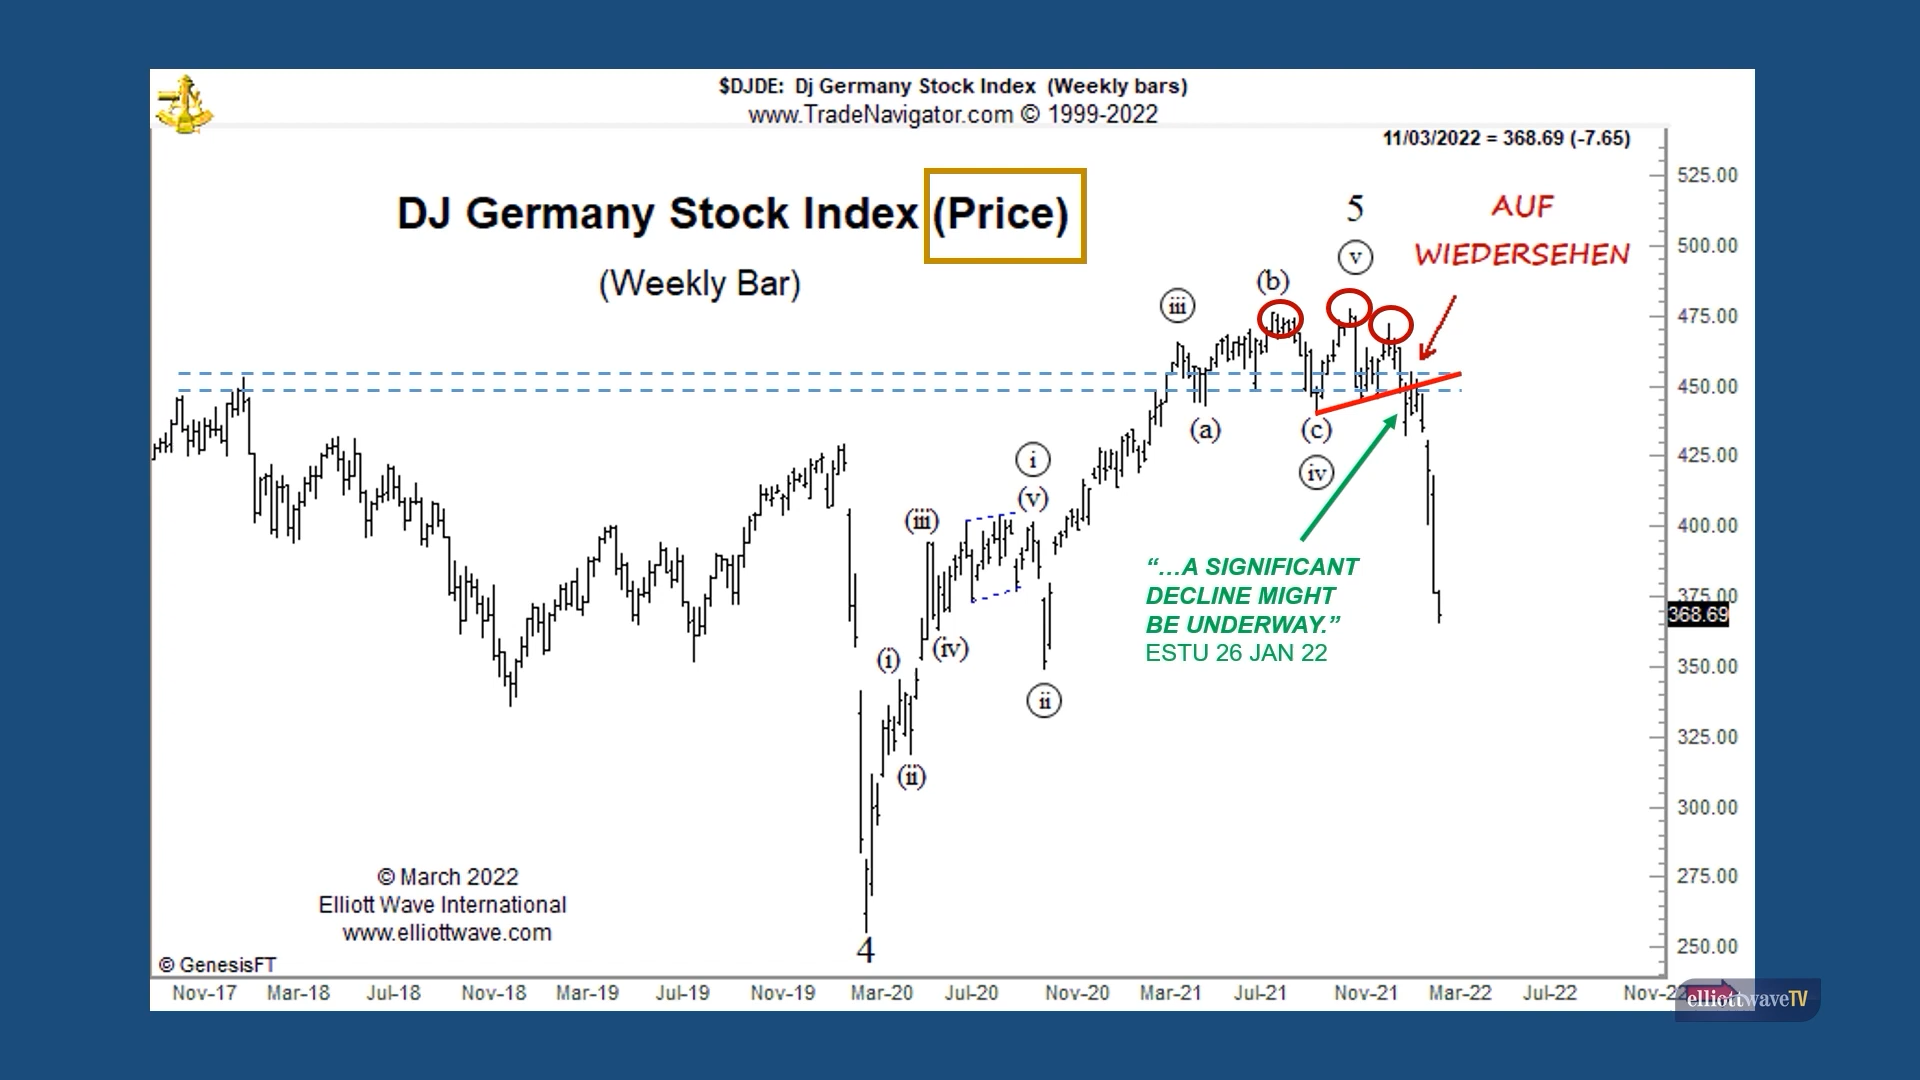 $DJDE: Dj Germany Stock Index (Weekly bars)
www.TradeNavigator.com © 1999-2022
11/03/2022 = 368.69 (-7.65)
DJ Germany Stock Index (Price)
(Weekly Bar)
AUF
WIEDERSEHEN
5
v
(b)
iii
(a)
(c)
iv
i
(v)
(iii)
(iv)
(i)
(ii)
ii
4
“...A SIGNIFICANT
DECLINE MIGHT
BE UNDERWAY.”
ESTU 26 JAN 22
525.00
500.00
475.00
450.00
425.00
400.00
375.00
368.69
350.00
325.00
300.00
275.00
250.00
© March 2022
Elliott Wave International
www.elliottwave.com
© GenesisFT
Nov-17 Mar-18 Jul-18 Nov-18 Mar-19 Jul-19 Nov-19 Mar-20 Jul-20 Nov-20 Mar-21 Jul-21 Nov-21 Mar-22 Jul-22 Nov-22
elliottwaveTV